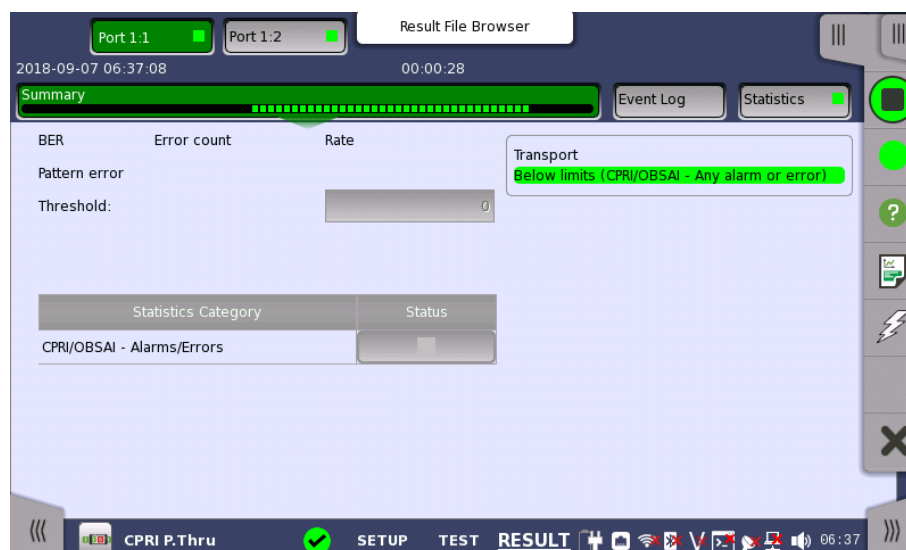 Port 1:1
Port 1:2
Result File Browser
2018-09-07 06:37:08
00:00:28
Summary
Event Log
Statistics
BER
Error count
Rate
Transport
Below limits (CPRI/OBSAI - Any alarm or error)
Pattern error
Threshold:
0
Statistics Category
Status
CPRI/OBSAI - Alarms/Errors
CPRI P.Thru
SETUP
TEST
RESULT
06:37